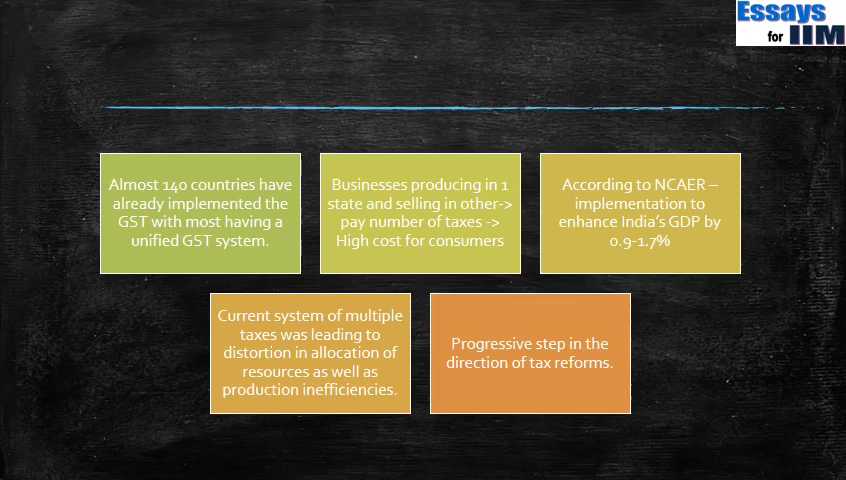 Essays
for IIM
Almost 140 countries have
already implemented the
GST with most having a
unified GST system.
Businesses producing in 1
state and selling in other->
pay number of taxes ->
High cost for consumers
According to NCAER –
implementation to
enhance India's GDP by
0.9-1.7%
Current system of multiple
taxes was leading to
distortion in allocation of
resources as well as
production inefficiencies.
Progressive step in the
direction of tax reforms.